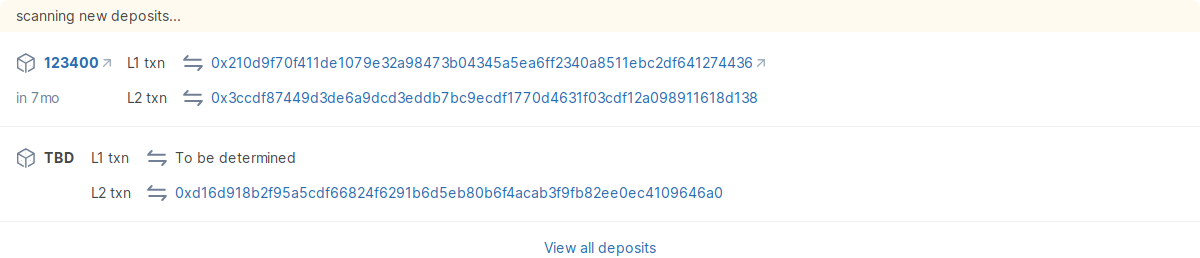 scanning new deposits...
123400 L1 txn 0x210d9f70f411de1079e32a98473b04345a5ea6ff2340a8511ebc2df641274436
in 7mo L2 txn 0x3ccdf87449d3de6a9dcd3eddb7bc9ecdf1770d4631f03cdf12a098911618d138
TBD L1 txn To be determined
L2 txn 0xd16d918b2f95a5cdf66824f6291b6d5eb80b6f4acab3f9fb82ee0ec4109646a0
View all deposits